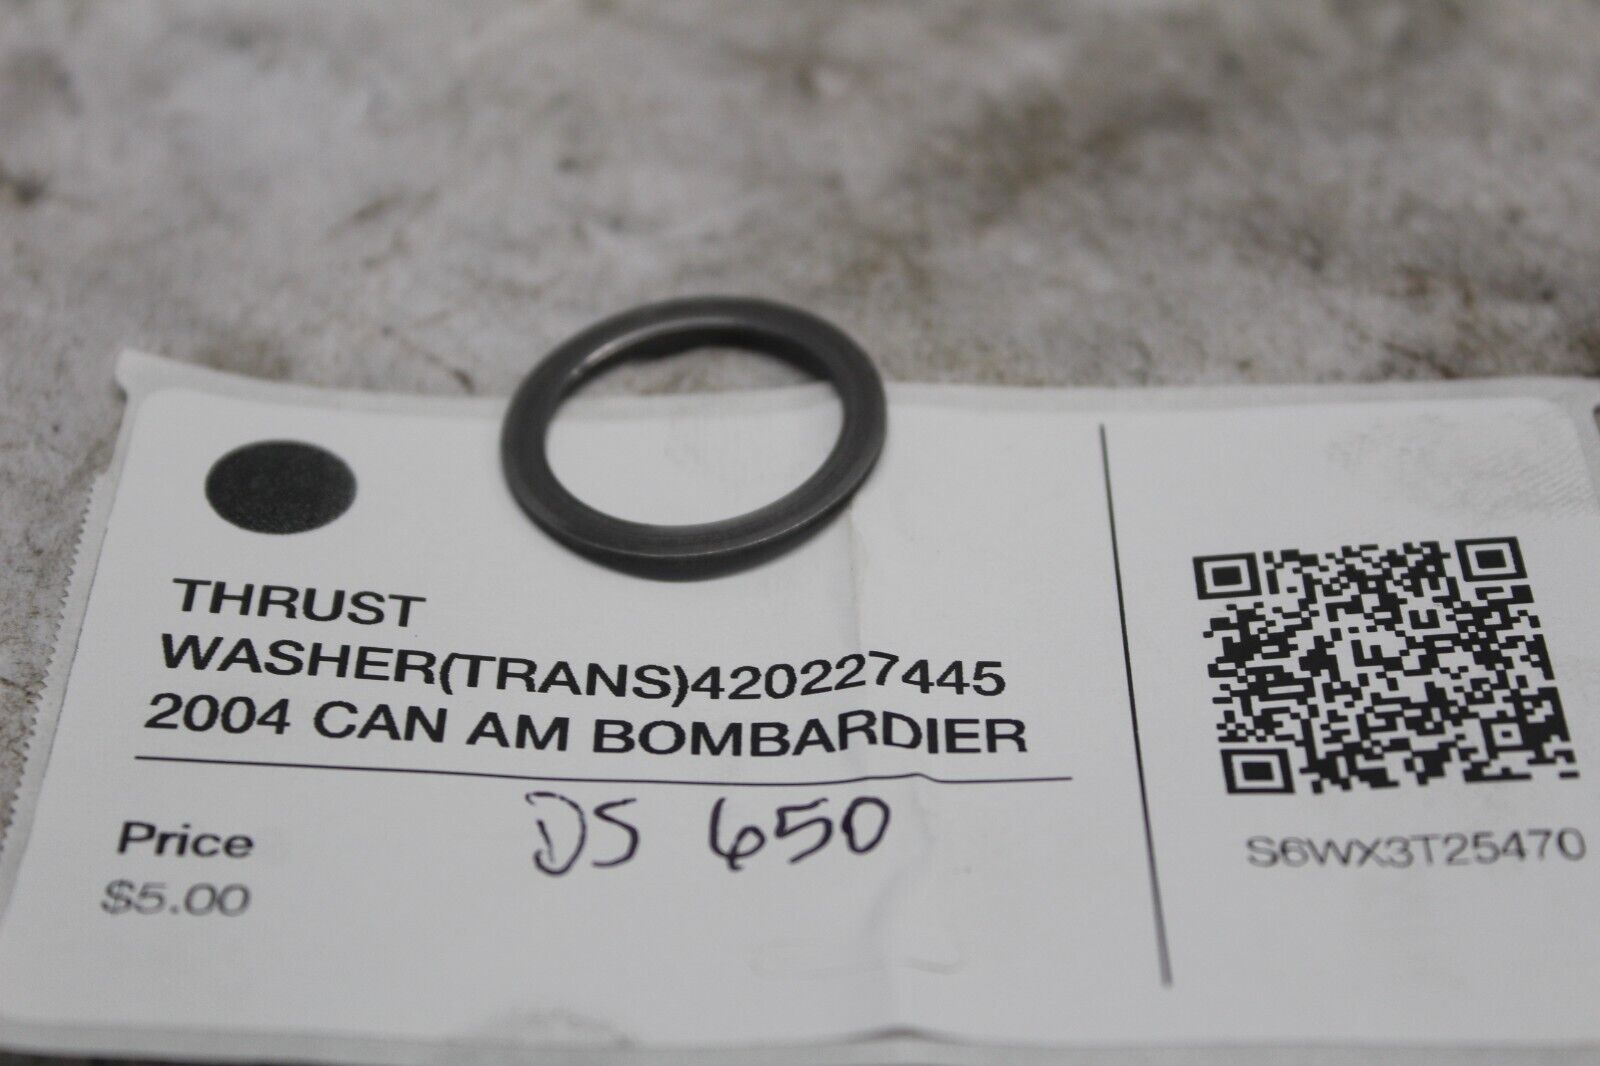 THRUST
WASHER(TRANS)420227445
2004 CAN AM BOMBARDIER
DS 650
Price
$5.00
S6WX3T25470